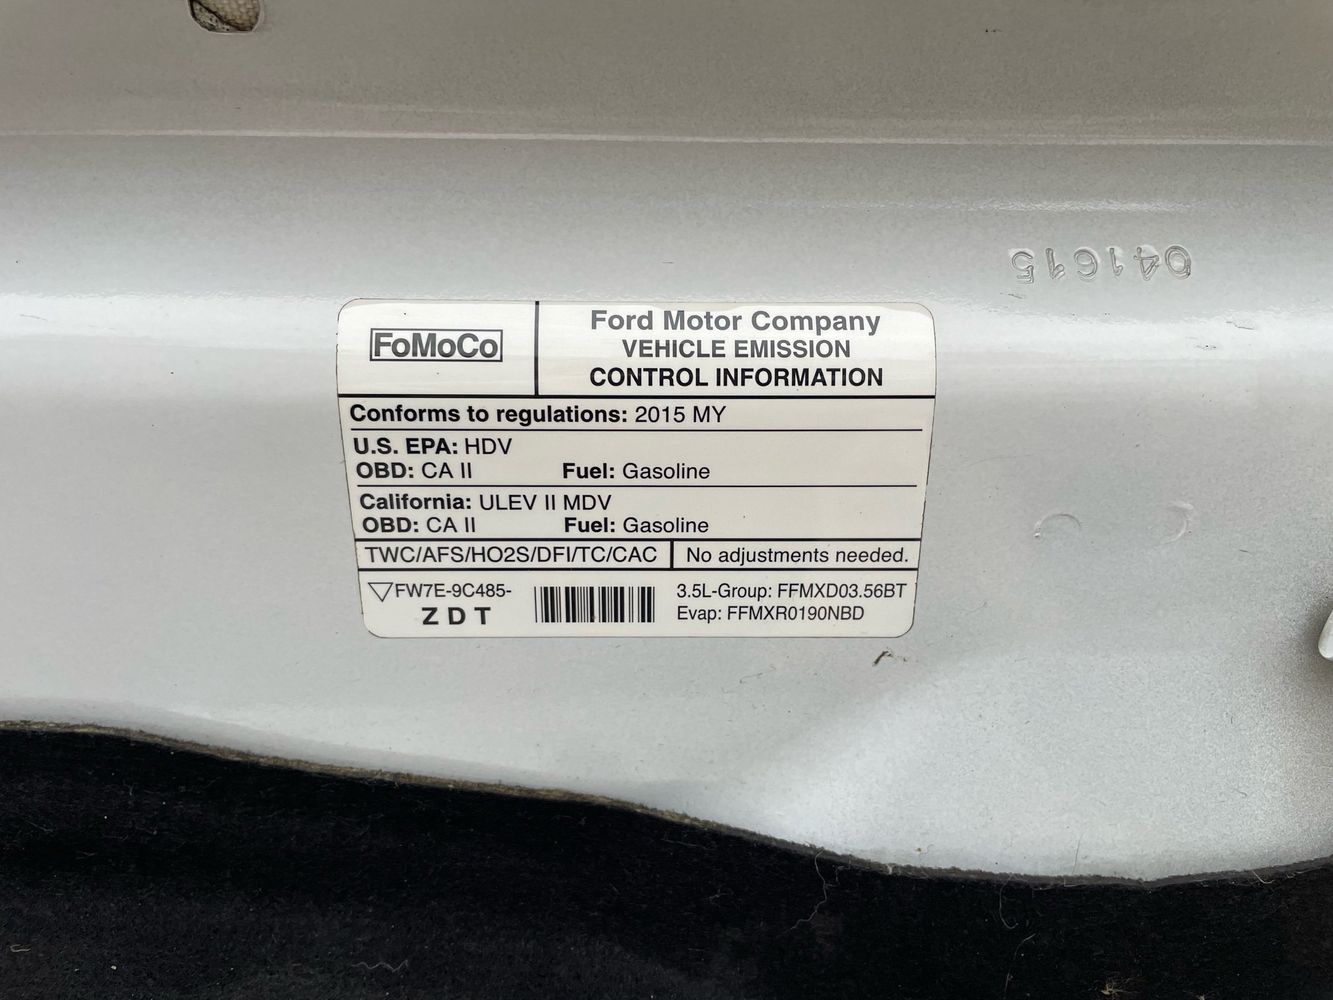 041615
FoMoCo
Ford Motor Company
VEHICLE EMISSION
CONTROL INFORMATION
Conforms to regulations: 2015 MY
U.S. EPA: HDV
OBD: CA II Fuel: Gasoline
California: ULEV II MDV
OBD: CA II Fuel: Gasoline
TWC/AFS/HO2S/DFI/TC/CAC No adjustments needed.
FW7E-9C485-
ZDT
3.5L-Group: FFMXD03.56BT
Evap: FFMXR0190NBD